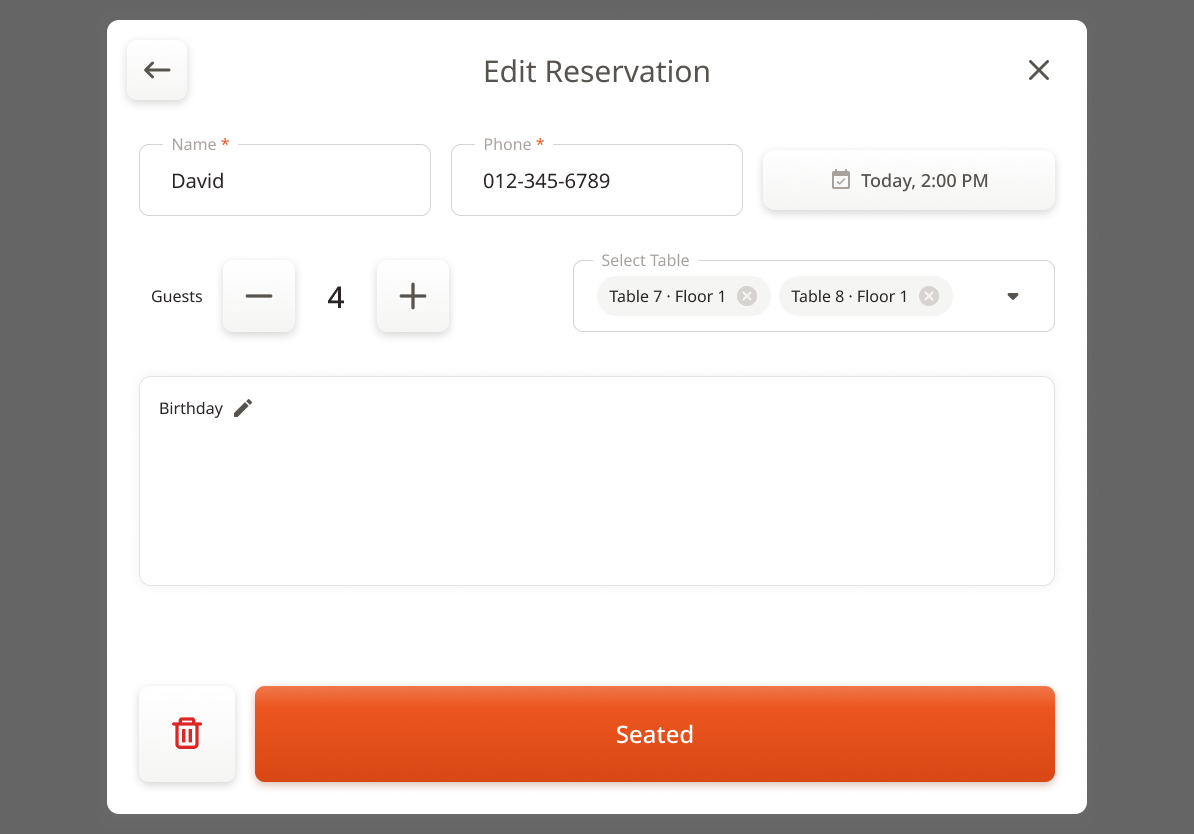 Edit Reservation
Name *
David
Phone *
012-345-6789
Today, 2:00 PM
Guests
4
Select Table
Table 7 · Floor 1
Table 8 · Floor 1
Birthday
Seated